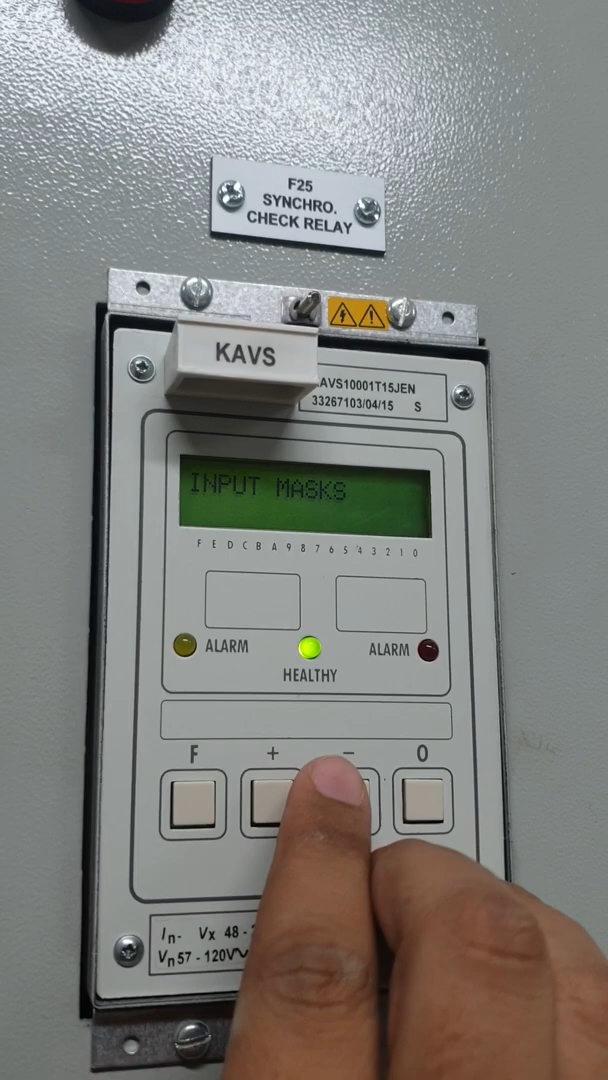 F25
SYNCHRO.
CHECK RELAY
KAVS
AVS10001T15JEN
33267103/04/15 S
INPUT MASKS
F E D C B A 9 8 7 6 5 4 3 2 1 0
ALARM
ALARM
HEALTHY
F + − 0
In- Vx 48 -
Vn 57 - 120V